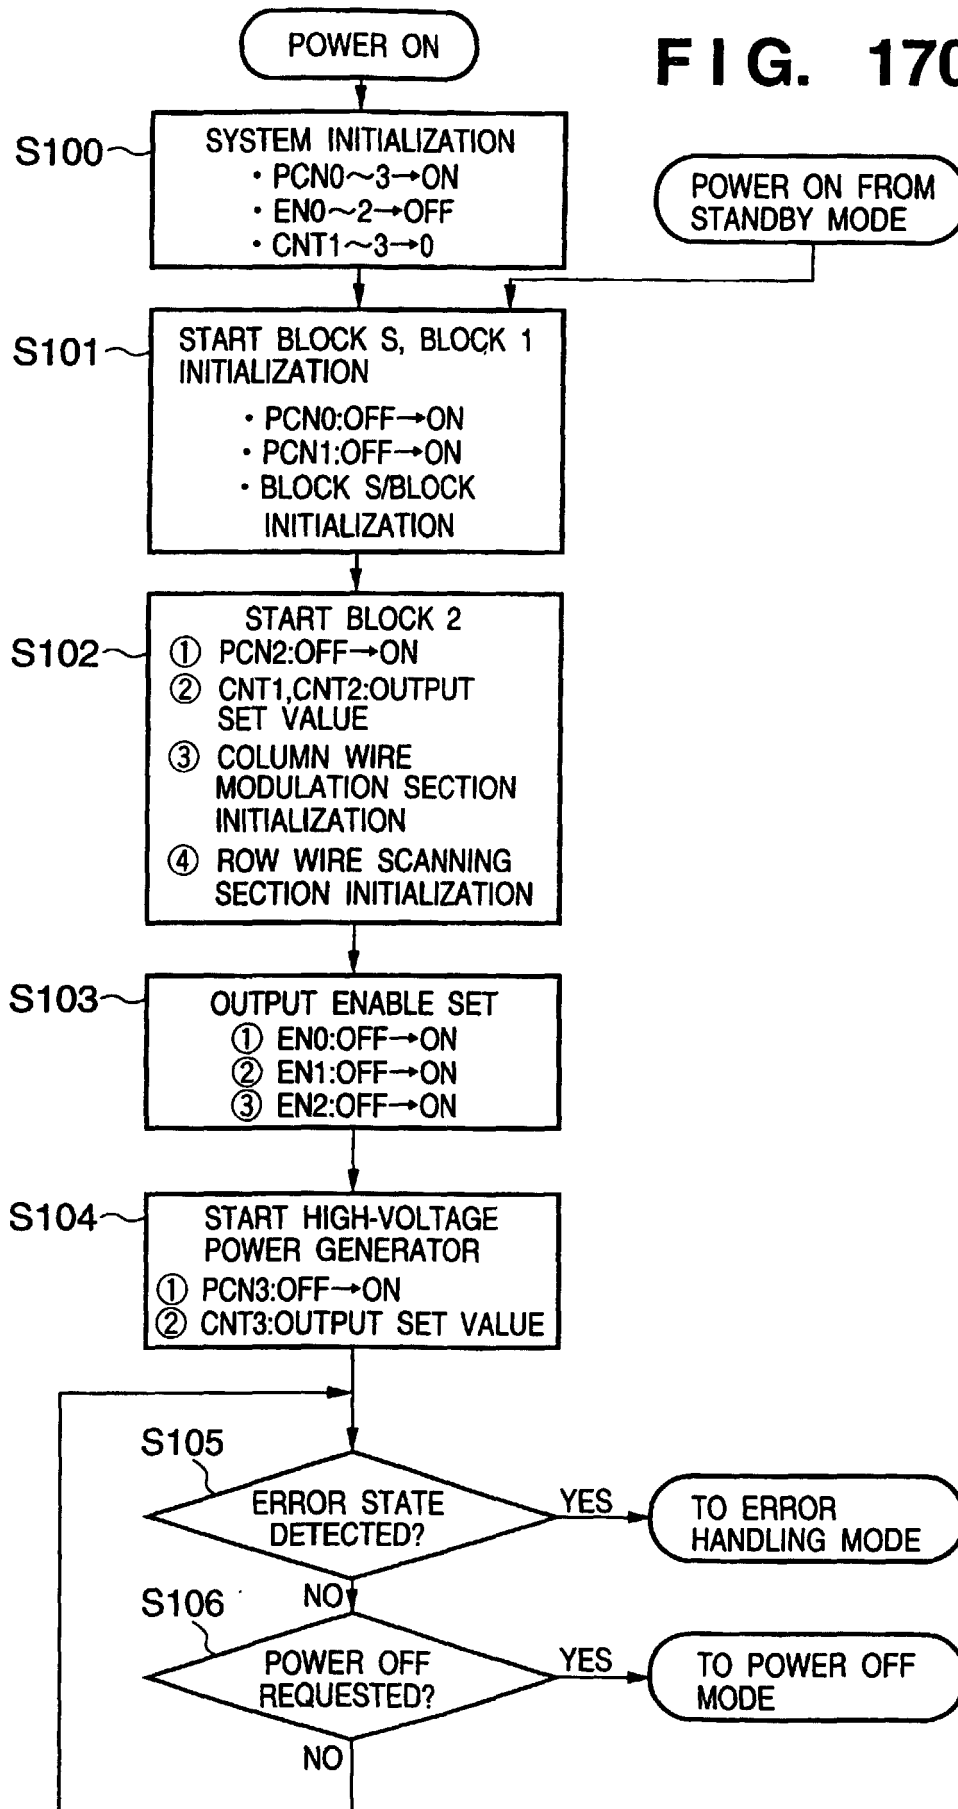 POWER ON
FIG. 170
S100
SYSTEM INITIALIZATION
・PCN0～3→ON
・EN0～2→OFF
・CNT1～3→0
POWER ON FROM
STANDBY MODE
S101
START BLOCK S, BLOCK 1
INITIALIZATION
・PCN0:OFF→ON
・PCN1:OFF→ON
・BLOCK S/BLOCK
INITIALIZATION
S102
START BLOCK 2
① PCN2:OFF→ON
② CNT1,CNT2:OUTPUT
SET VALUE
③ COLUMN WIRE
MODULATION SECTION
INITIALIZATION
④ ROW WIRE SCANNING
SECTION INITIALIZATION
S103
OUTPUT ENABLE SET
① EN0:OFF→ON
② EN1:OFF→ON
③ EN2:OFF→ON
S104
START HIGH-VOLTAGE
POWER GENERATOR
① PCN3:OFF→ON
② CNT3:OUTPUT SET VALUE
S105
ERROR STATE
DETECTED?
YES
TO ERROR
HANDLING MODE
NO
S106
POWER OFF
REQUESTED?
YES
TO POWER OFF
MODE
NO